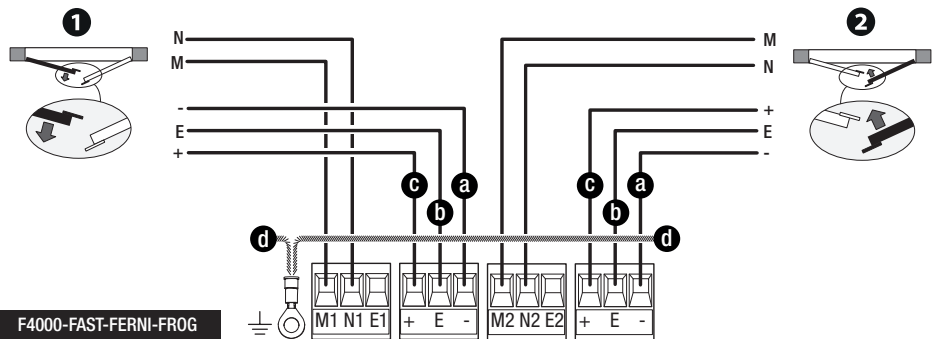 1
2
N
M
-
E
+
M
N
+
E
-
c
a
b
c
a
b
d
d
M1 N1 E1
+ E -
M2 N2 E2
+ E -
F4000-FAST-FERNI-FROG